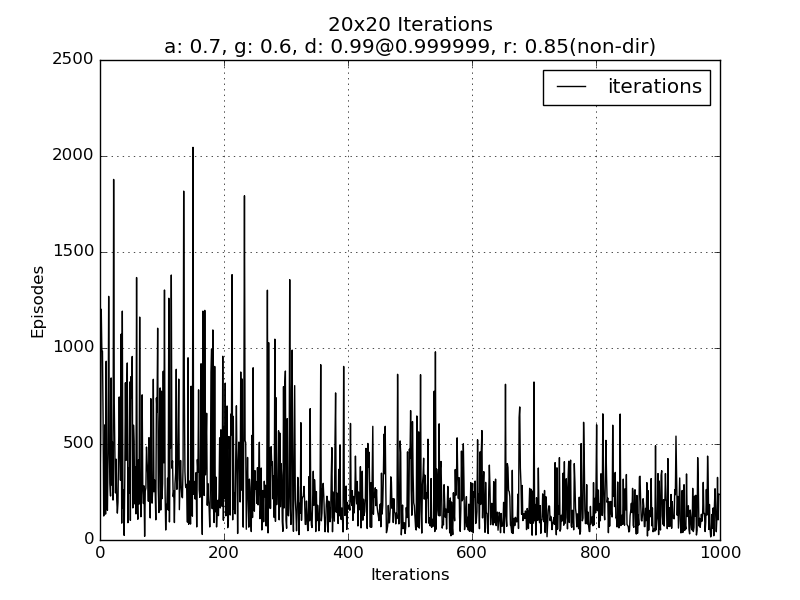 20x20 Iterations
a: 0.7, g: 0.6, d: 0.99@0.999999, r: 0.85(non-dir)
iterations
2500
2000
1500
1000
500
0
Episodes
0 200 400 600 800 1000
Iterations